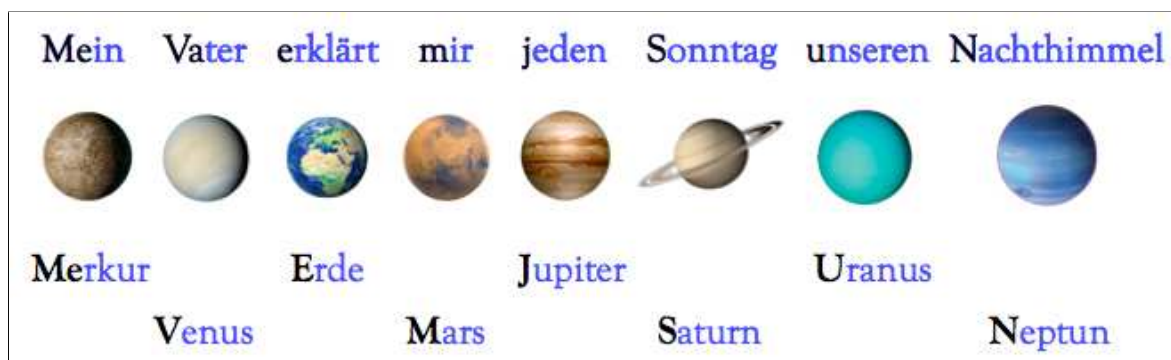 Mein Vater erklärt mir jeden Sonntag unseren Nachthimmel
Merkur Erde Jupiter Uranus
Venus Mars Saturn Neptun